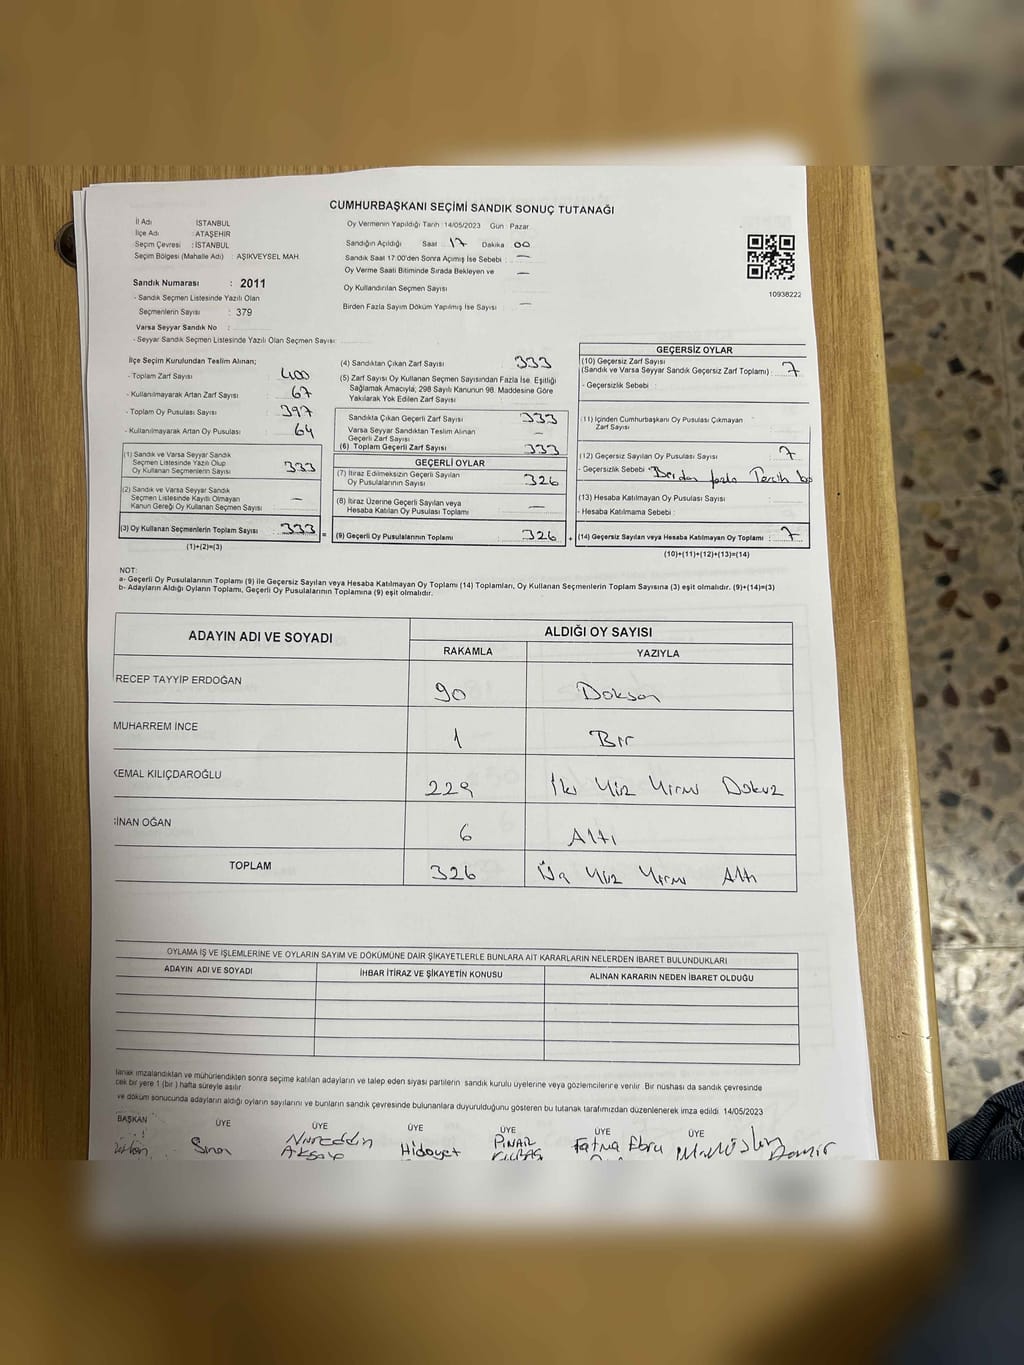 CUMHURBAŞKANI SEÇİMİ SANDIK SONUÇ TUTANAĞI
İl Adı : İSTANBUL
İlçe Adı : ATAŞEHİR
Seçim Çevresi : İSTANBUL
Seçim Bölgesi (Mahalle Adı) : AŞIKVEYSEL MAH.
Sandık Numarası : 2011
- Sandık Seçmen Listesinde Yazılı Olan
Seçmenlerin Sayısı : 379
Varsa Seyyar Sandık No :
- Seyyar Sandık Seçmen Listesinde Yazılı Olan Seçmen Sayısı:
Oy Vermenin Yapıldığı Tarih : 14/05/2023 Gün : Pazar
Sandığın Açıldığı Saat : 17 Dakika : 00
Sandık Saat 17:00'den Sonra Açımış İse Sebebi : —
Oy Verme Saati Bitiminde Sırada Bekleyen ve —
Oy Kullandırılan Seçmen Sayısı
Birden Fazla Sayım Döküm Yapılmış İse Sayısı : —
10938222
İlçe Seçim Kurulundan Teslim Alınan;
- Toplam Zarf Sayısı : 400
- Kullanılmayarak Artan Zarf Sayısı : 67
- Toplam Oy Pusulası Sayısı : 397
- Kullanılmayarak Artan Oy Pusulası : 64
(1) Sandık ve Varsa Seyyar Sandık
Seçmen Listesinde Yazılı Olup
Oy Kullanan Seçmenlerin Sayısı : 333
(2) Sandık ve Varsa Seyyar Sandık
Seçmen Listesinde Kayıtlı Olmayan
Kanun Gereği Oy Kullanan Seçmen Sayısı : —
(3) Oy Kullanan Seçmenlerin Toplam Sayısı : 333
(1)+(2)=(3)
(4) Sandıktan Çıkan Zarf Sayısı : 333
(5) Zarf Sayısı Oy Kullanan Seçmen Sayısından Fazla İse, Eşitliği
Sağlamak Amacıyla; 298 Sayılı Kanunun 98. Maddesine Göre
Yakılarak Yok Edilen Zarf Sayısı :
Sandıkta Çıkan Geçerli Zarf Sayısı : 333
Varsa Seyyar Sandıktan Teslim Alınan
Geçerli Zarf Sayısı : —
(6) Toplam Geçerli Zarf Sayısı : 333
GEÇERLİ OYLAR
(7) İtiraz Edilmeksizin Geçerli Sayılan
Oy Pusulasının Sayısı : 326
(8) İtiraz Üzerine Geçerli Sayılan veya
Hesaba Katılan Oy Pusulası Toplamı : —
= (9) Geçerli Oy Pusulalarının Toplamı : 326
GEÇERSİZ OYLAR
(10) Geçersiz Zarf Sayısı
(Sandık ve Varsa Seyyar Sandık Geçersiz Zarf Toplamı) : 7
- Geçersizlik Sebebi :
(11) İçinden Cumhurbaşkanı Oy Pusulası Çıkmayan
Zarf Sayısı :
(12) Geçersiz Sayılan Oy Pusulası Sayısı : 7
- Geçersizlik Sebebi : fazla Tercih
(13) Hesaba Katılmayan Oy Pusulası Sayısı :
- Hesaba Katılmama Sebebi :
+ (14) Geçersiz Sayılan veya Hesaba Katılmayan Oy Toplamı : 7
(10)+(11)+(12)+(13)=(14)
NOT:
a- Geçerli Oy Pusulalarının Toplamı (9) ile Geçersiz Sayılan veya Hesaba Katılmayan Oy Toplamı (14) Toplamları, Oy Kullanan Seçmenlerin Toplam Sayısına (3) eşit olmalıdır. (9)+(14)=(3)
b- Adayların Aldığı Oyların Toplamı, Geçerli Oy Pusulalarının Toplamına (9) eşit olmalıdır.
ADAYIN ADI VE SOYADI
ALDIĞI OY SAYISI
RAKAMLA YAZIYLA
RECEP TAYYİP ERDOĞAN 90 Doksan
MUHARREM İNCE 1 Bir
KEMAL KILIÇDAROĞLU 229 İki Yüz Yirmi Dokuz
SİNAN OĞAN 6 Altı
TOPLAM 326 Üç Yüz Yirmi Altı
OYLAMA İŞ VE İŞLEMLERİNE VE OYLARIN SAYIM VE DÖKÜMÜNE DAİR ŞİKAYETLERLE BUNLARA AİT KARARLARIN NELERDEN İBARET BULUNDUKLARI
ADAYIN ADI VE SOYADI İHBAR İTİRAZ VE ŞİKAYETİN KONUSU ALINAN KARARIN NEDEN İBARET OLDUĞU
imzalandıktan ve mühürlendikten sonra seçime katılan adayların ve talep eden siyasi partilerin sandık kurulu üyelerine veya gözlemcilerine verilir. Bir nüshası da sandık çevresinde
bir yere 1 (bir) hafta süreyle asılır.
ve döküm sonucunda adayların aldığı oyların sayılarını ve bunların sandık çevresinde bulunanlara duyurulduğunu gösteren bu tutanak tarafımızdan düzenlenerek imza edildi. 14/05/2023
BAŞKAN ÜYE ÜYE ÜYE ÜYE ÜYE ÜYE
Sinan Nureddin Hidayet PINAR Fatma Ebru Demir